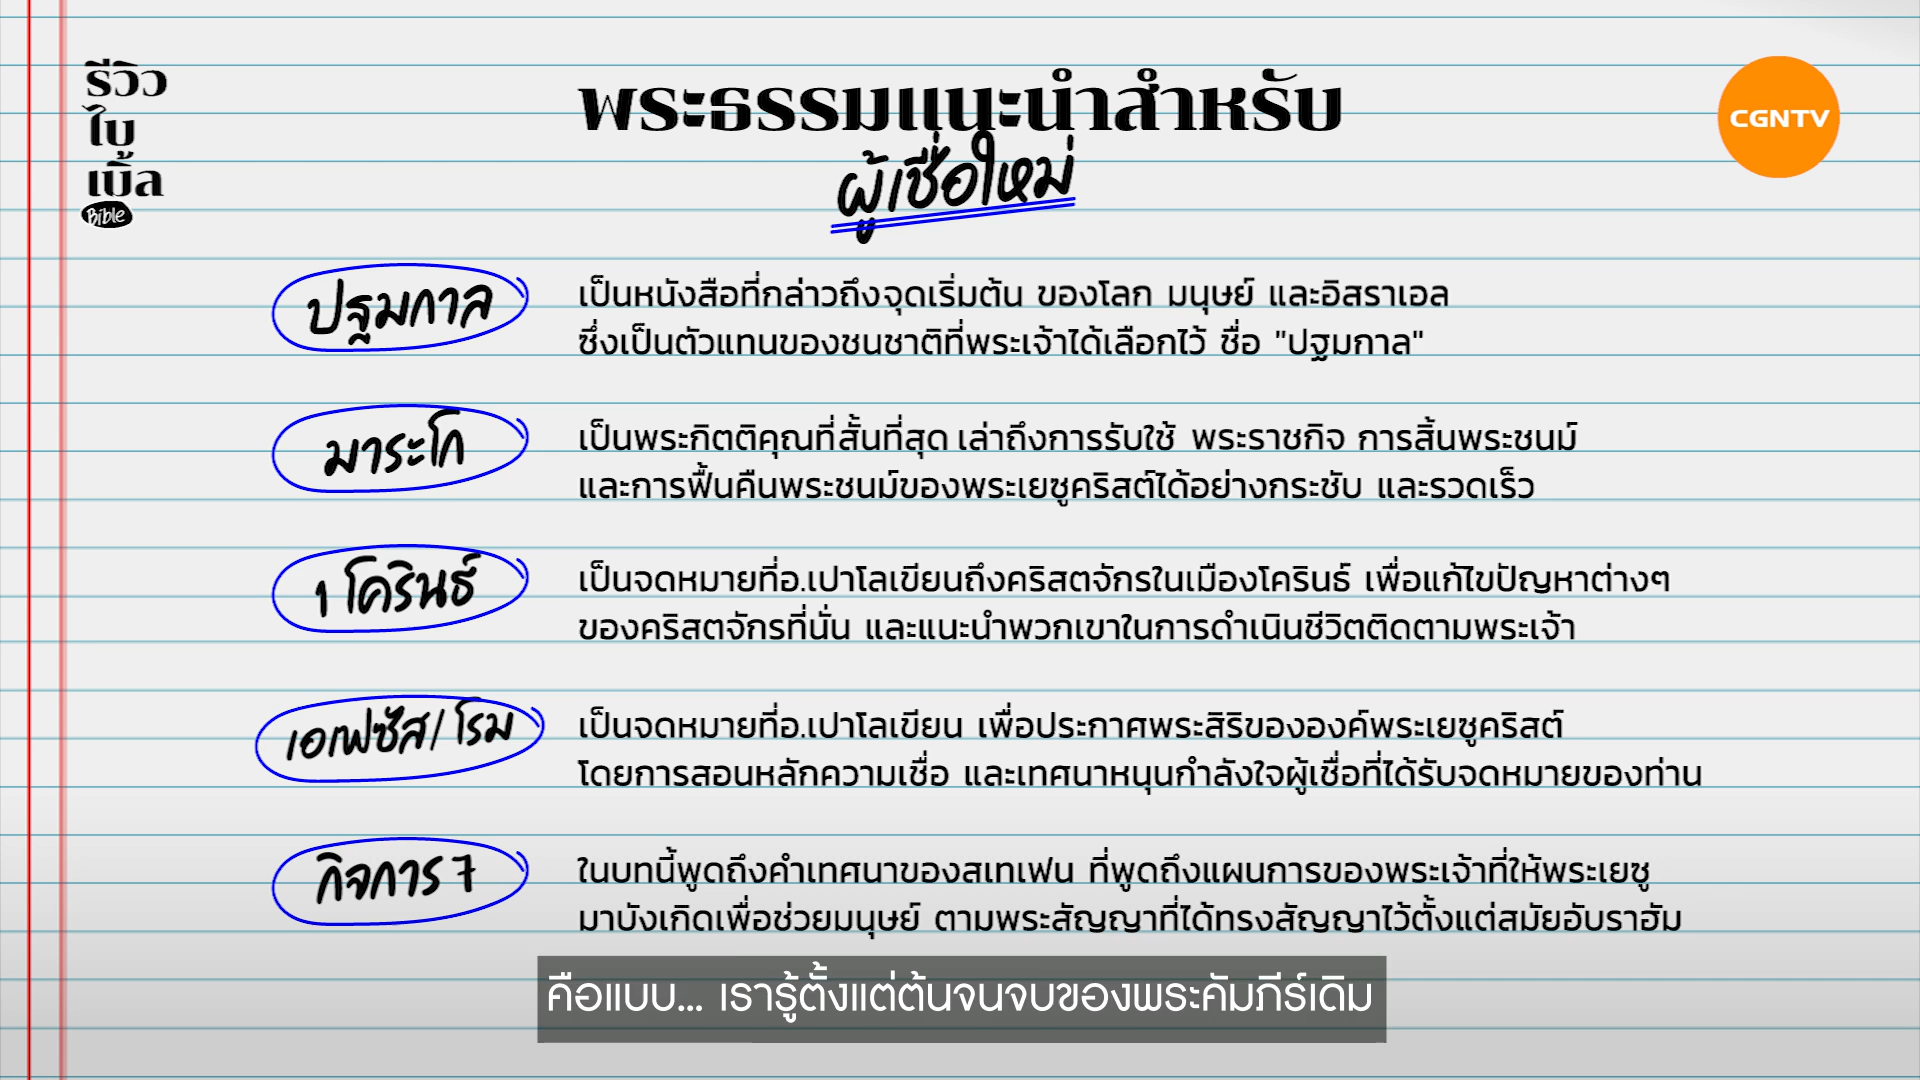 รีวิว
ไบ
เบิ้ล
Bible
พระธรรมแนะนำสำหรับ
ผู้เชื่อใหม่
CGNTV
ปฐมกาล
เป็นหนังสือที่กล่าวถึงจุดเริ่มต้น ของโลก มนุษย์ และอิสราเอล
ซึ่งเป็นตัวแทนของชนชาติที่พระเจ้าได้เลือกไว้ ชื่อ "ปฐมกาล"
มาระโก
เป็นพระกิตติคุณที่สั้นที่สุด เล่าถึงการรับใช้ พระราชกิจ การสิ้นพระชนม์
และการฟื้นคืนพระชนม์ของพระเยซูคริสต์ได้อย่างกระชับ และรวดเร็ว
1 โครินธ์
เป็นจดหมายที่อ.เปาโลเขียนถึงคริสตจักรในเมืองโครินธ์ เพื่อแก้ไขปัญหาต่างๆ
ของคริสตจักรที่นั่น และแนะนำพวกเขาในการดำเนินชีวิตติดตามพระเจ้า
เอเฟซัส/โรม
เป็นจดหมายที่อ.เปาโลเขียน เพื่อประกาศพระสิริขององค์พระเยซูคริสต์
โดยการสอนหลักความเชื่อ และเทศนาหนุนกำลังใจผู้เชื่อที่ได้รับจดหมายของท่าน
กิจการ 7
ในบทนี้พูดถึงคำเทศนาของสเทเฟน ที่พูดถึงแผนการของพระเจ้าที่ให้พระเยซู
มาบังเกิดเพื่อช่วยมนุษย์ ตามพระสัญญาที่ได้ทรงสัญญาไว้ตั้งแต่สมัยอับราฮัม
คือแบบ... เรารู้ตั้งแต่ต้นจนจบของพระคัมภีร์เดิม